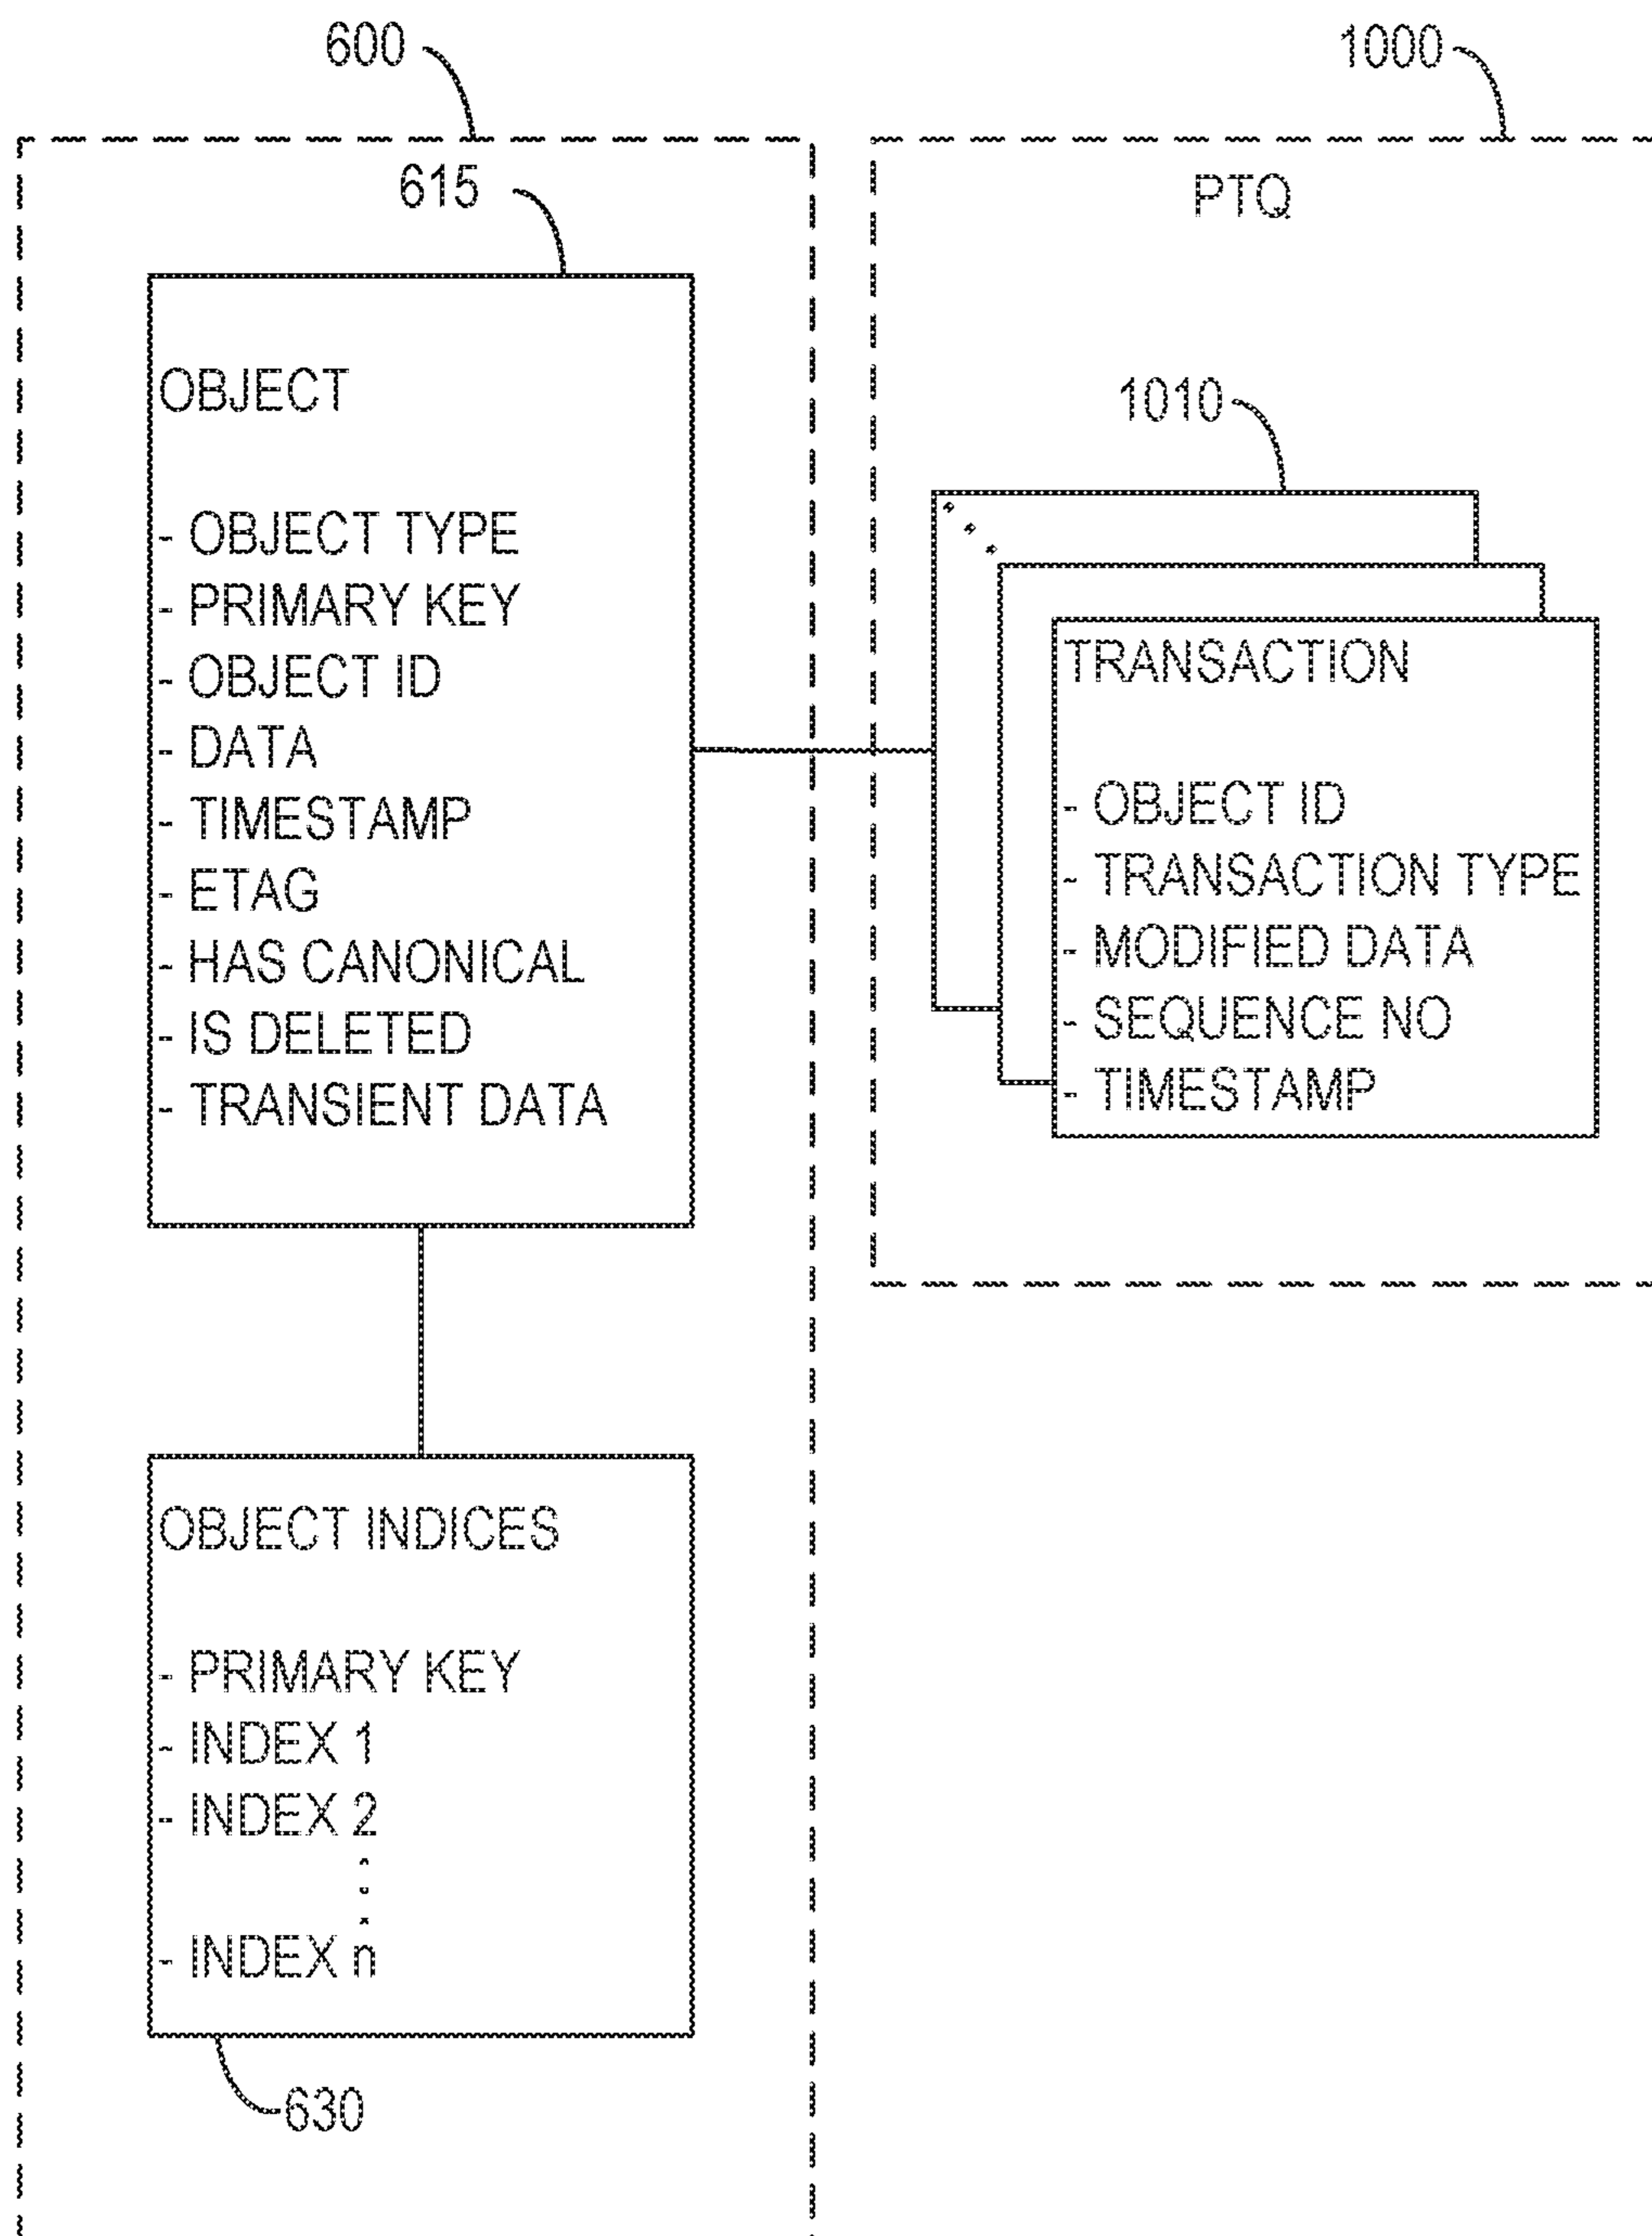 600
615
OBJECT
- OBJECT TYPE
- PRIMARY KEY
- OBJECT ID
- DATA
- TIMESTAMP
- ETAG
- HAS CANONICAL
- IS DELETED
- TRANSIENT DATA
OBJECT INDICES
- PRIMARY KEY
- INDEX 1
- INDEX 2
- INDEX n
630
1000
PTQ
1010
TRANSACTION
- OBJECT ID
- TRANSACTION TYPE
- MODIFIED DATA
- SEQUENCE NO
- TIMESTAMP